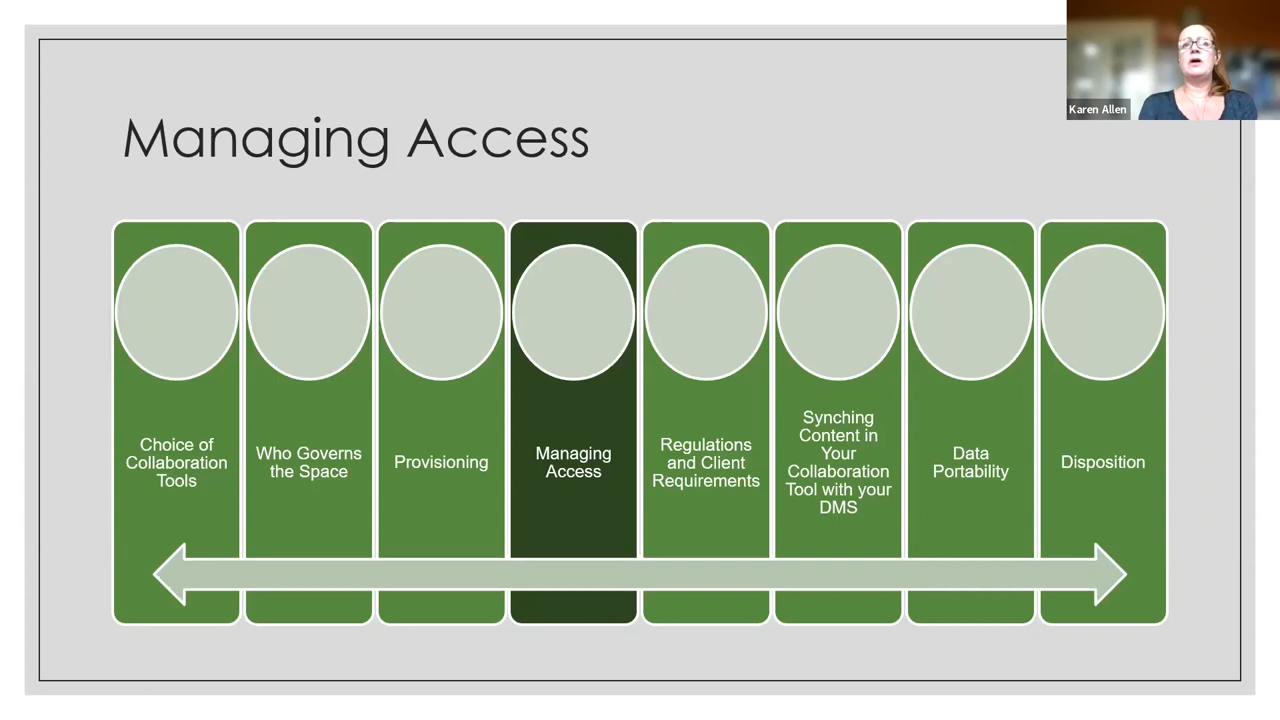 Karen Allen
Managing Access
Choice of
Collaboration
Tools
Who Governs
the Space
Provisioning
Managing
Access
Regulations
and Client
Requirements
Synching
Content in
Your
Collaboration
Tool with your
DMS
Data
Portability
Disposition